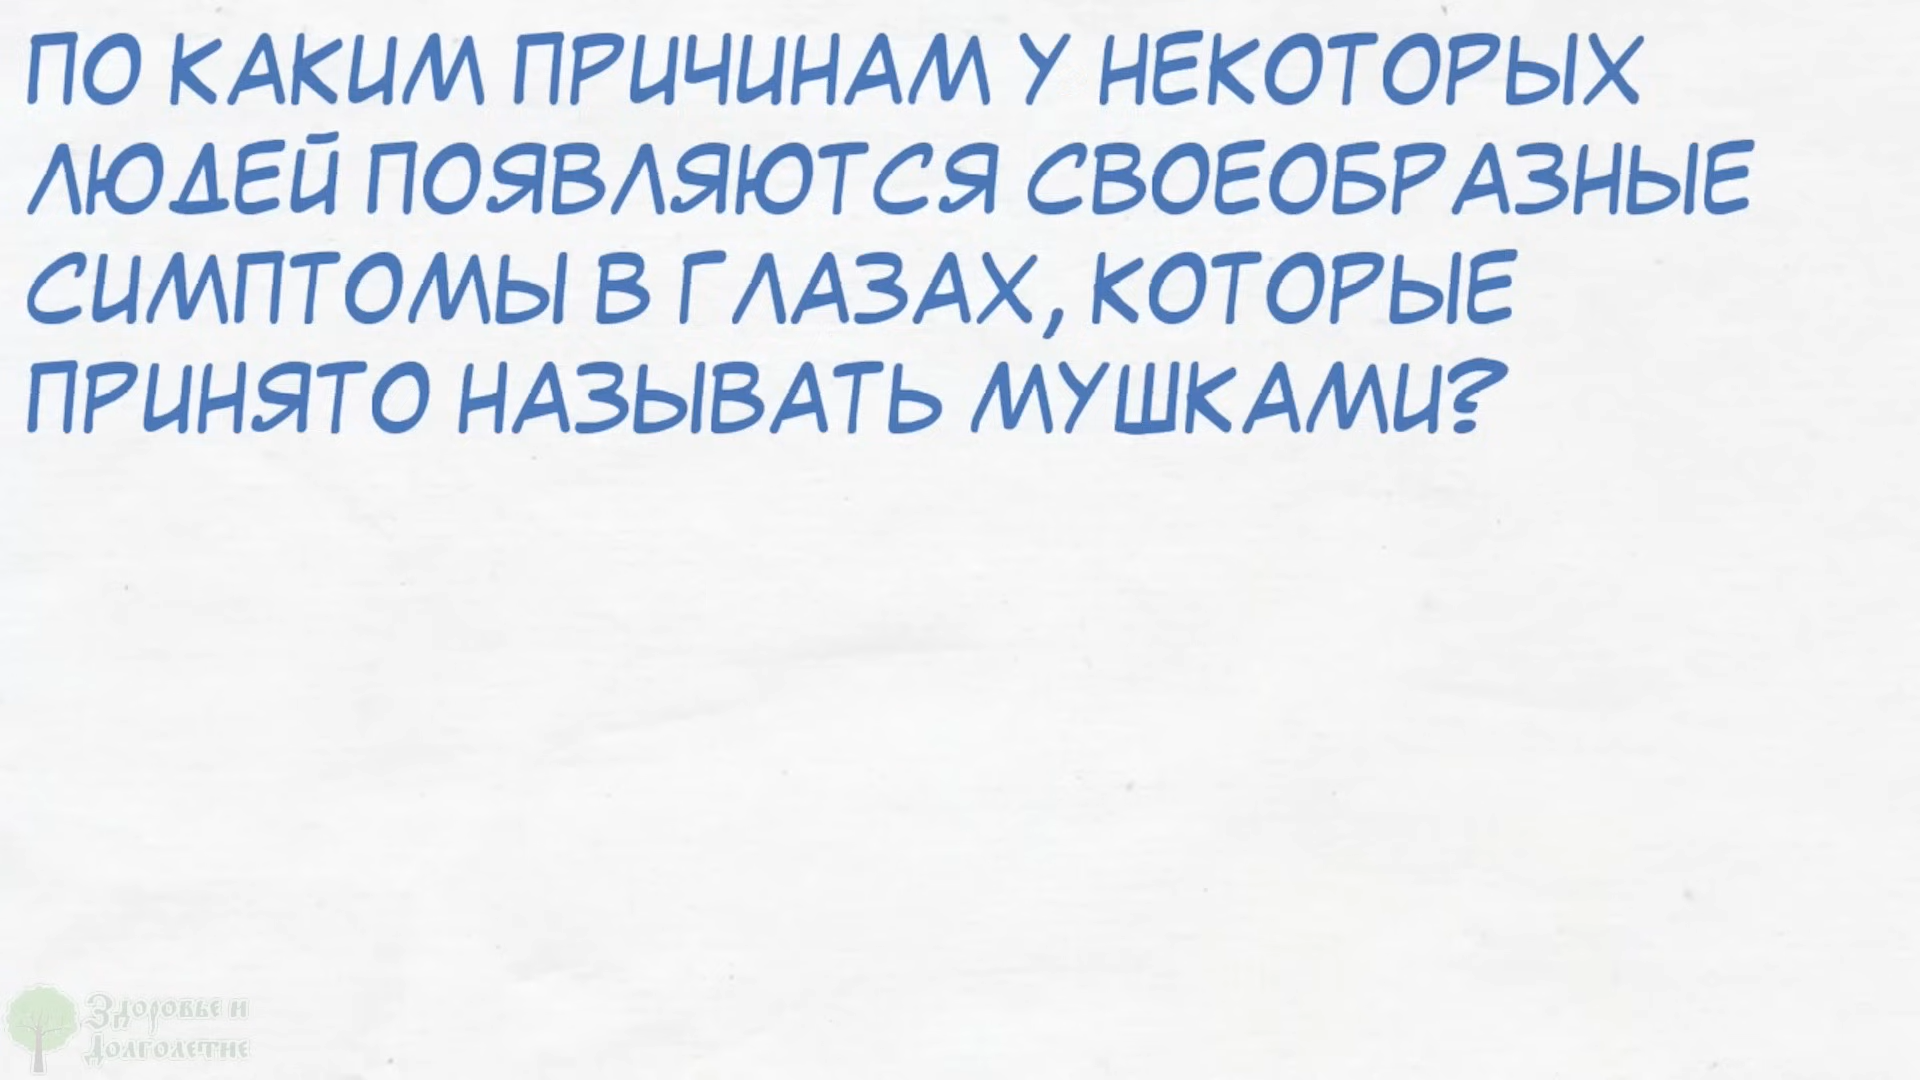 ПО КАКИМ ПРИЧИНАМ У НЕКОТОРЫХ
ЛЮДЕЙ ПОЯВЛЯЮТСЯ СВОЕОБРАЗНЫЕ
СИМПТОМЫ В ГЛАЗАХ, КОТОРЫЕ
ПРИНЯТО НАЗЫВАТЬ МУШКАМИ?
Здоровье и
Долголетие